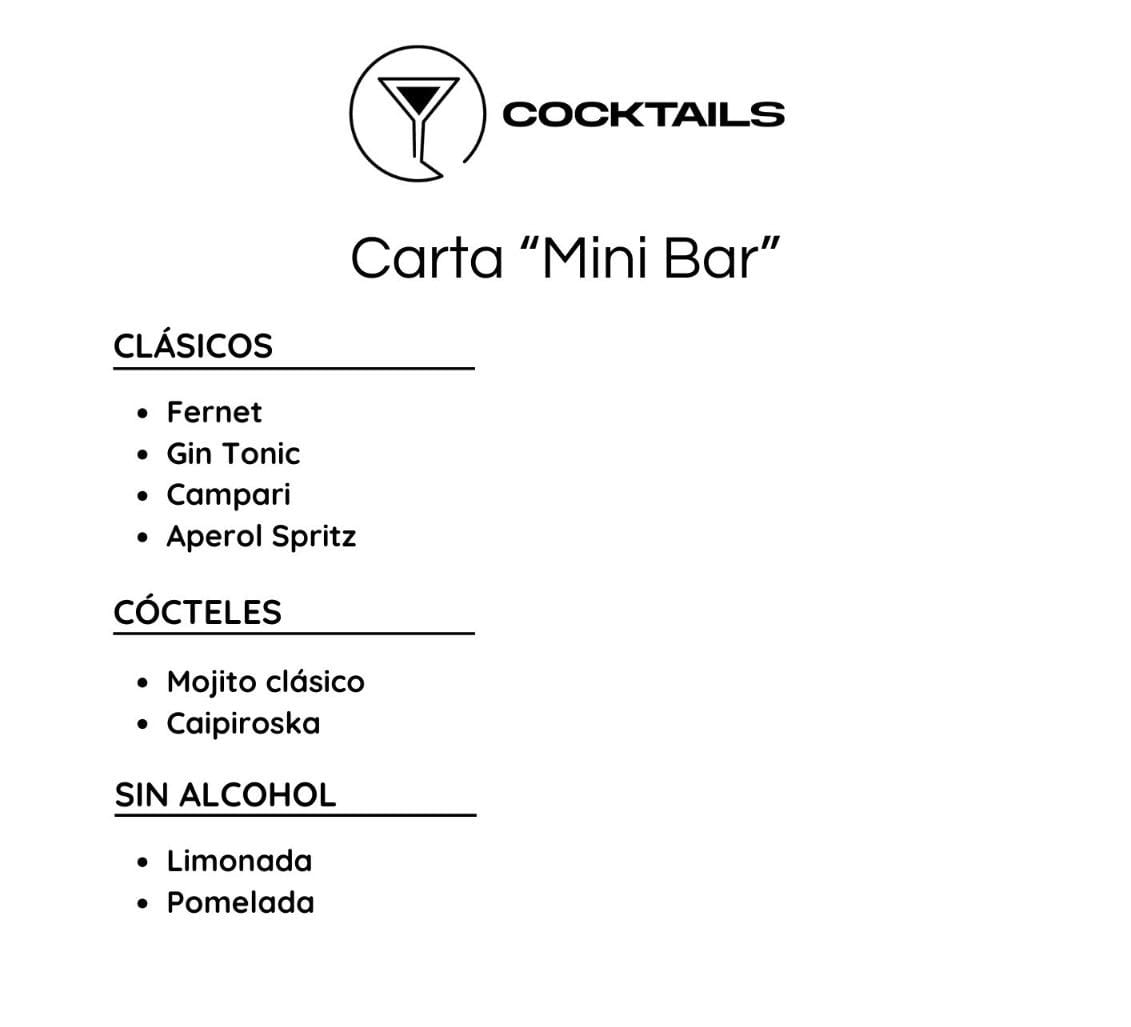 COCKTAILS
Carta “Mini Bar”
CLÁSICOS
• Fernet
• Gin Tonic
• Campari
• Aperol Spritz
CÓCTELES
• Mojito clásico
• Caipiroska
SIN ALCOHOL
• Limonada
• Pomelada